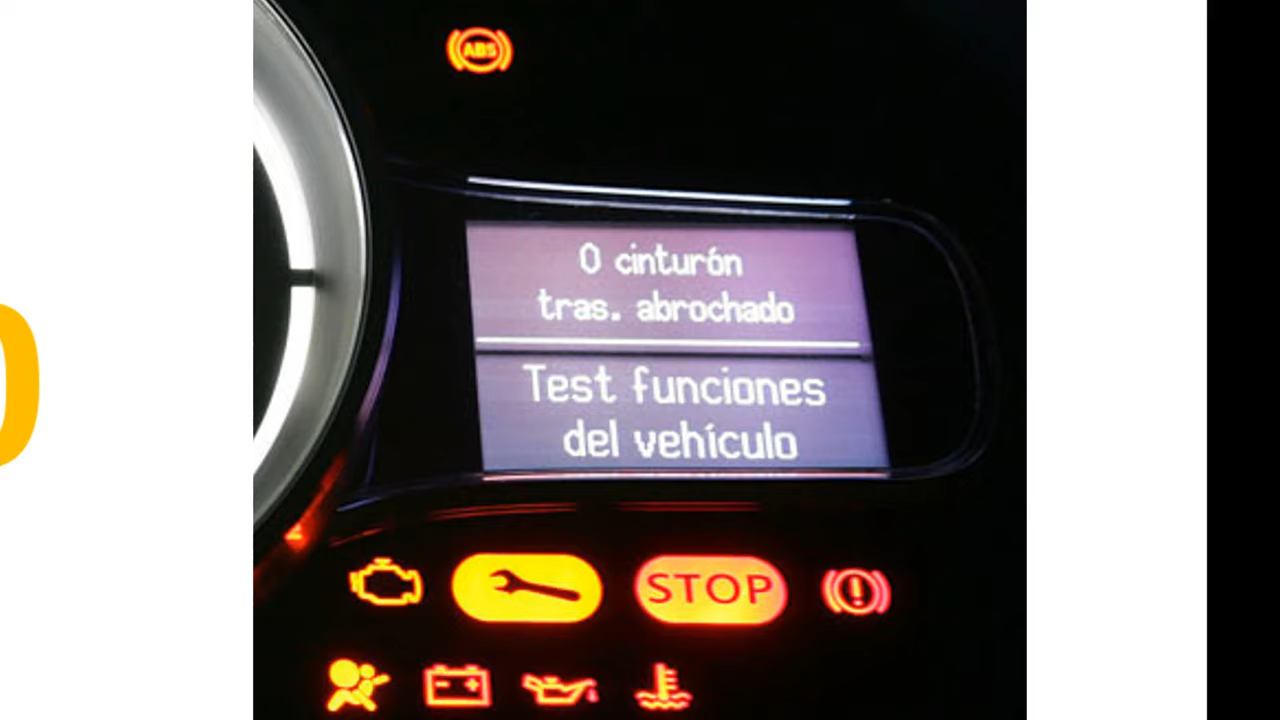 ABS
0 cinturón
tras. abrochado
Test funciones
del vehículo
STOP